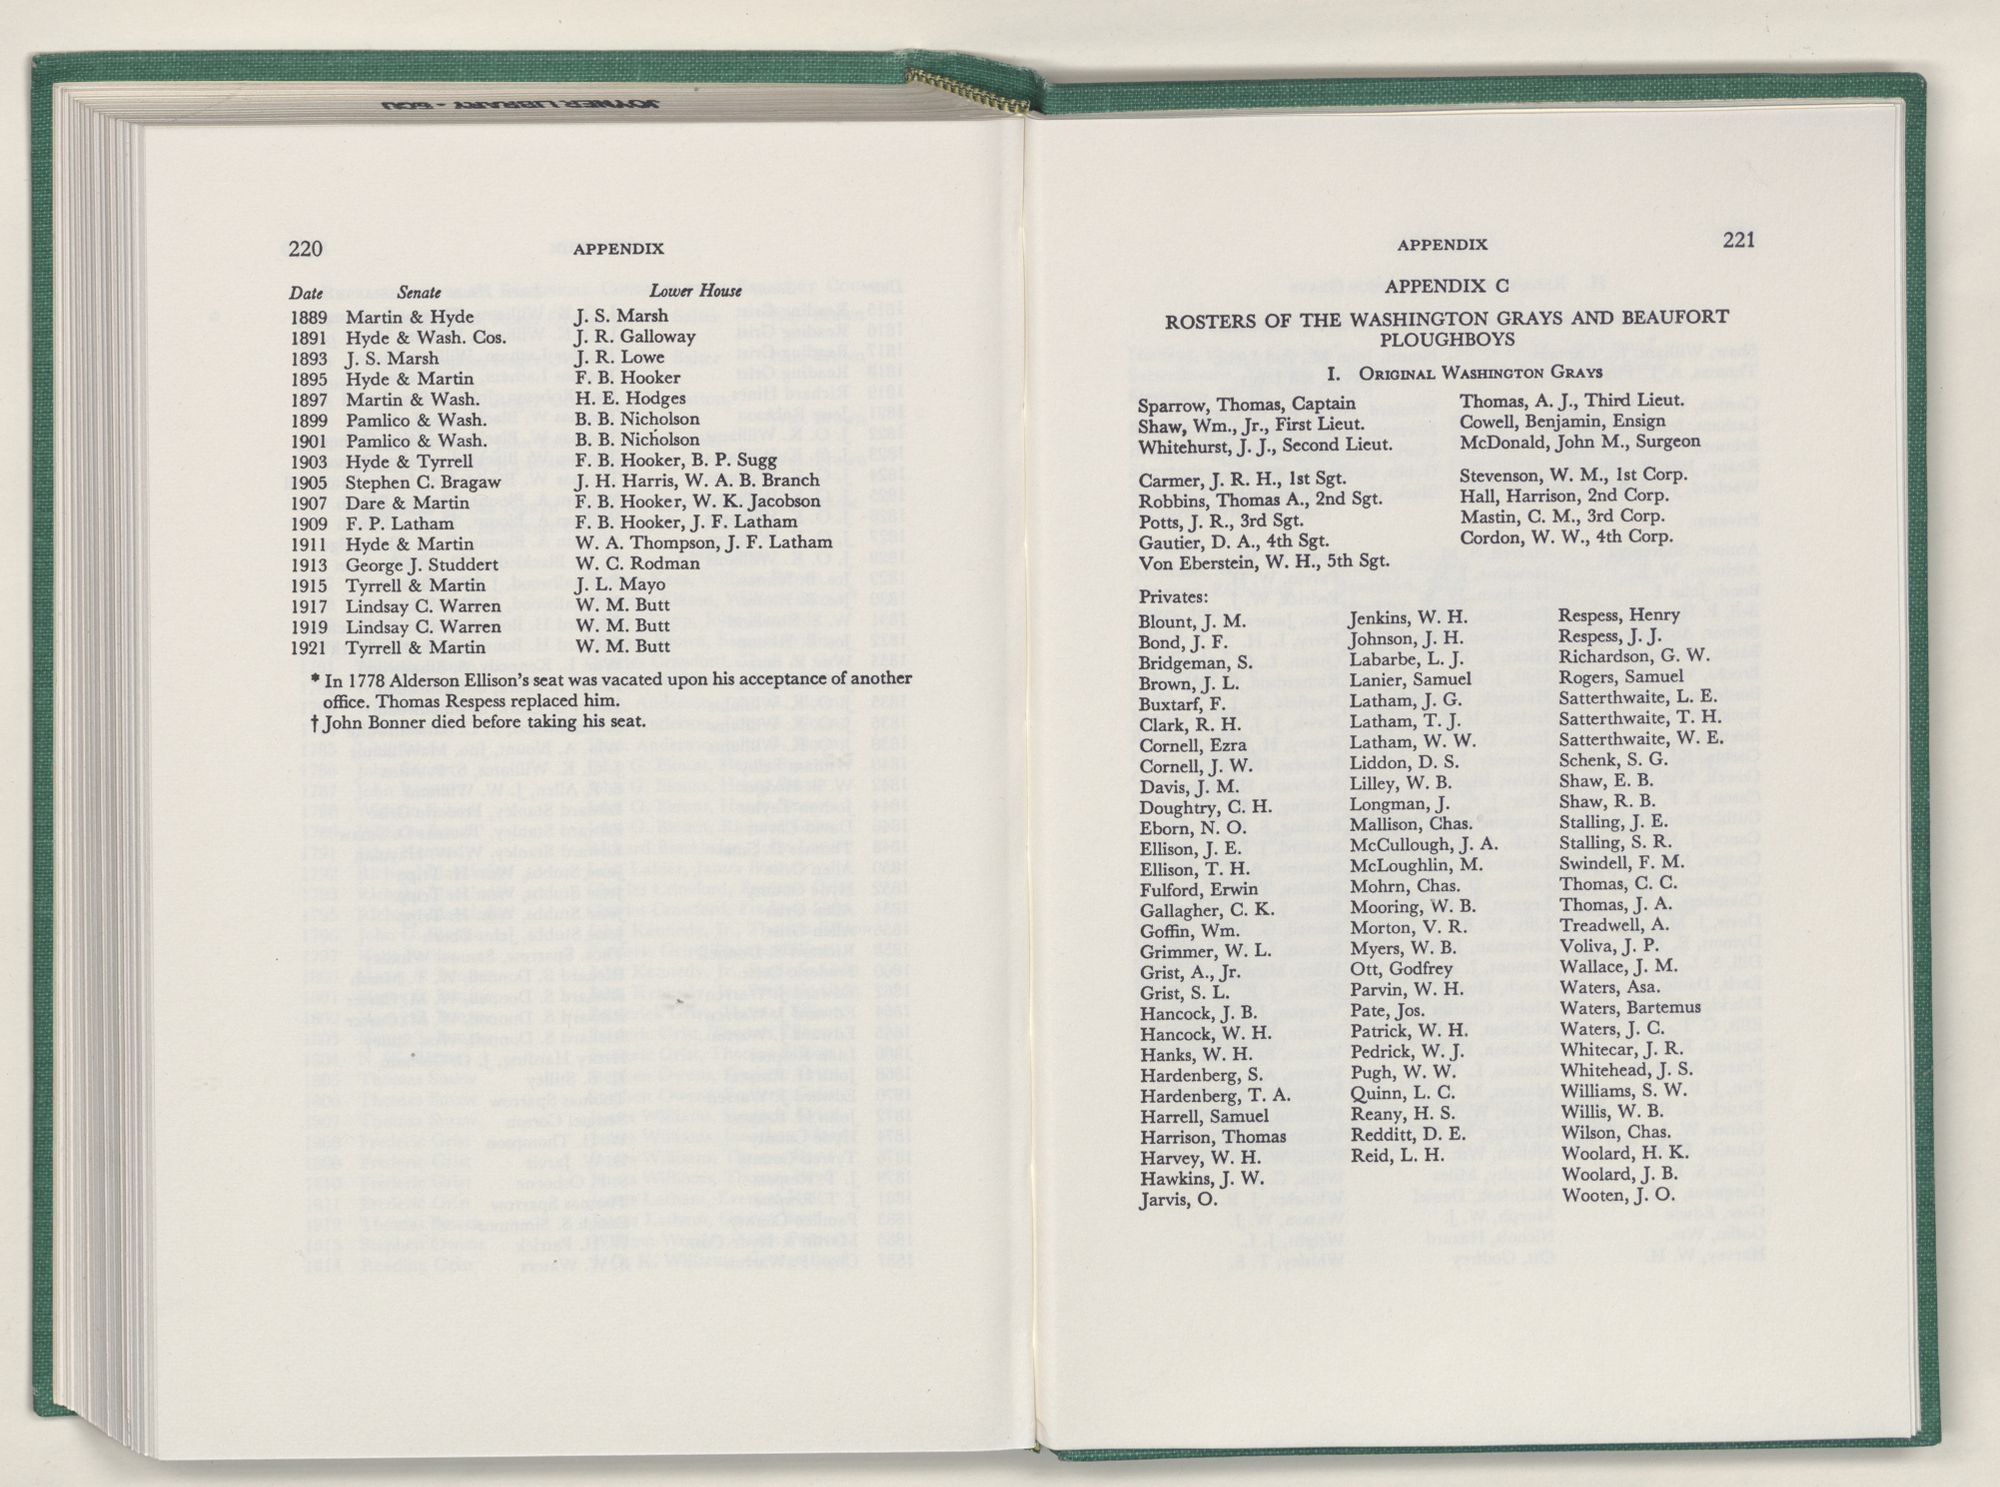 JOYNER LIBRARY - ECU
220 APPENDIX
Date Senate Lower House
1889 Martin & Hyde J. S. Marsh
1891 Hyde & Wash. Cos. J. R. Galloway
1893 J. S. Marsh J. R. Lowe
1895 Hyde & Martin F. B. Hooker
1897 Martin & Wash. H. E. Hodges
1899 Pamlico & Wash. B. B. Nicholson
1901 Pamlico & Wash. B. B. Nicholson
1903 Hyde & Tyrrell F. B. Hooker, B. P. Sugg
1905 Stephen C. Bragaw J. H. Harris, W. A. B. Branch
1907 Dare & Martin F. B. Hooker, W. K. Jacobson
1909 F. P. Latham F. B. Hooker, J. F. Latham
1911 Hyde & Martin W. A. Thompson, J. F. Latham
1913 George J. Studdert W. C. Rodman
1915 Tyrrell & Martin J. L. Mayo
1917 Lindsay C. Warren W. M. Butt
1919 Lindsay C. Warren W. M. Butt
1921 Tyrrell & Martin W. M. Butt
* In 1778 Alderson Ellison's seat was vacated upon his acceptance of another
office. Thomas Respess replaced him.
† John Bonner died before taking his seat.
APPENDIX 221
APPENDIX C
ROSTERS OF THE WASHINGTON GRAYS AND BEAUFORT
PLOUGHBOYS
I. ORIGINAL WASHINGTON GRAYS
Sparrow, Thomas, Captain
Shaw, Wm., Jr., First Lieut.
Whitehurst, J. J., Second Lieut.
Thomas, A. J., Third Lieut.
Cowell, Benjamin, Ensign
McDonald, John M., Surgeon
Carmer, J. R. H., 1st Sgt.
Robbins, Thomas A., 2nd Sgt.
Potts, J. R., 3rd Sgt.
Gautier, D. A., 4th Sgt.
Von Eberstein, W. H., 5th Sgt.
Stevenson, W. M., 1st Corp.
Hall, Harrison, 2nd Corp.
Mastin, C. M., 3rd Corp.
Cordon, W. W., 4th Corp.
Privates:
Blount, J. M.
Bond, J. F.
Bridgeman, S.
Brown, J. L.
Buxtarf, F.
Clark, R. H.
Cornell, Ezra
Cornell, J. W.
Davis, J. M.
Doughtry, C. H.
Eborn, N. O.
Ellison, J. E.
Ellison, T. H.
Fulford, Erwin
Gallagher, C. K.
Goffin, Wm.
Grimmer, W. L.
Grist, A., Jr.
Grist, S. L.
Hancock, J. B.
Hancock, W. H.
Hanks, W. H.
Hardenberg, S.
Hardenberg, T. A.
Harrell, Samuel
Harrison, Thomas
Harvey, W. H.
Hawkins, J. W.
Jarvis, O.
Jenkins, W. H.
Johnson, J. H.
Labarbe, L. J.
Lanier, Samuel
Latham, J. G.
Latham, T. J.
Latham, W. W.
Liddon, D. S.
Lilley, W. B.
Longman, J.
Mallison, Chas.
McCullough, J. A.
McLoughlin, M.
Mohrn, Chas.
Mooring, W. B.
Morton, V. R.
Myers, W. B.
Ott, Godfrey
Parvin, W. H.
Pate, Jos.
Patrick, W. H.
Pedrick, W. J.
Pugh, W. W.
Quinn, L. C.
Reany, H. S.
Redditt, D. E.
Reid, L. H.
Respess, Henry
Respess, J. J.
Richardson, G. W.
Rogers, Samuel
Satterthwaite, L. E.
Satterthwaite, T. H.
Satterthwaite, W. E.
Schenk, S. G.
Shaw, E. B.
Shaw, R. B.
Stalling, J. E.
Stalling, S. R.
Swindell, F. M.
Thomas, C. C.
Thomas, J. A.
Treadwell, A.
Voliva, J. P.
Wallace, J. M.
Waters, Asa.
Waters, Bartemus
Waters, J. C.
Whitecar, J. R.
Whitehead, J. S.
Williams, S. W.
Willis, W. B.
Wilson, Chas.
Woolard, H. K.
Woolard, J. B.
Wooten, J. O.